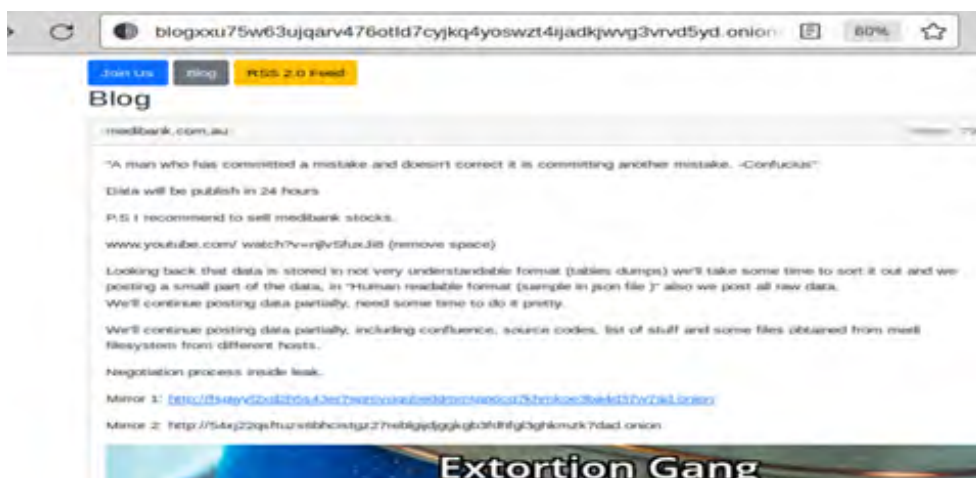 blogxxu75w63ujqarv476otld7cyjkq4yoswzt4ijadkjwvg3vrvd5yd.onion
80%
Join Us
Blog
RSS 2.0 Feed
Blog
medibank.com.au
"A man who has committed a mistake and doesn't correct it is committing another mistake. -Confucius"
Data will be publish in 24 hours
P.S I recommend to sell medibank stocks.
www.youtube.com/ (remove space)
Looking back that data is stored in not very understandable format (tables dumps) we'll take some time to sort it out and we
posting a small part of the data, in "Human readable format (sample in json file )" also we post all raw data.
We'll continue posting data partially, need some time to do it pretty.
We'll continue posting data partially, including confluence, source codes, list of stuff and some files obtained from medi
filesystem from different hosts.
Negotiation process inside leak.
Mirror 1:
Mirror 2:
Extortion Gang